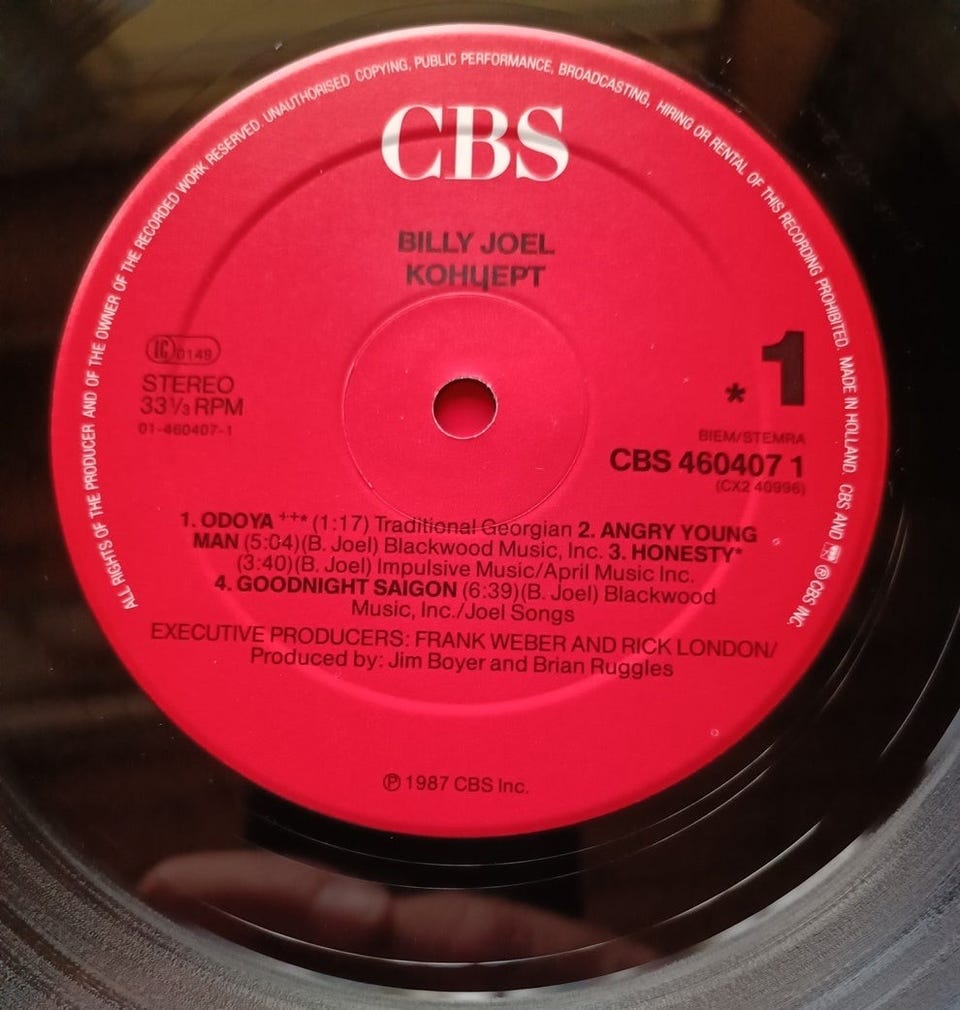 ALL RIGHTS OF THE PRODUCER AND OF THE OWNER OF THE RECORDED WORK RESERVED. UNAUTHORISED COPYING, PUBLIC PERFORMANCE, BROADCASTING, HIRING OR RENTAL OF THIS RECORDING PROHIBITED. MADE IN HOLLAND. CBS AND ® CBS INC.
CBS
BILLY JOEL
КОНЦЕРТ
LC 0149
STEREO
33⅓ RPM
01-460407-1
* 1
BIEM/STEMRA
CBS 460407 1
(CX2 40996)
1. ODOYA ⁺⁺* (1:17) Traditional Georgian 2. ANGRY YOUNG
MAN (5:04)(B. Joel) Blackwood Music, Inc. 3. HONESTY*
(3:40)(B. Joel) Impulsive Music/April Music Inc.
4. GOODNIGHT SAIGON (6:39)(B. Joel) Blackwood
Music, Inc./Joel Songs
EXECUTIVE PRODUCERS: FRANK WEBER AND RICK LONDON/
Produced by: Jim Boyer and Brian Ruggles
℗ 1987 CBS Inc.